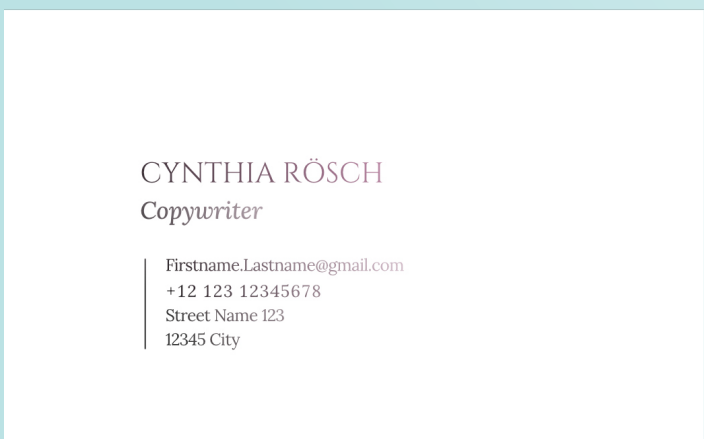 CYNTHIA RÖSCH
Copywriter
Firstname.Lastname@gmail.com
+12 123 12345678
Street Name 123
12345 City